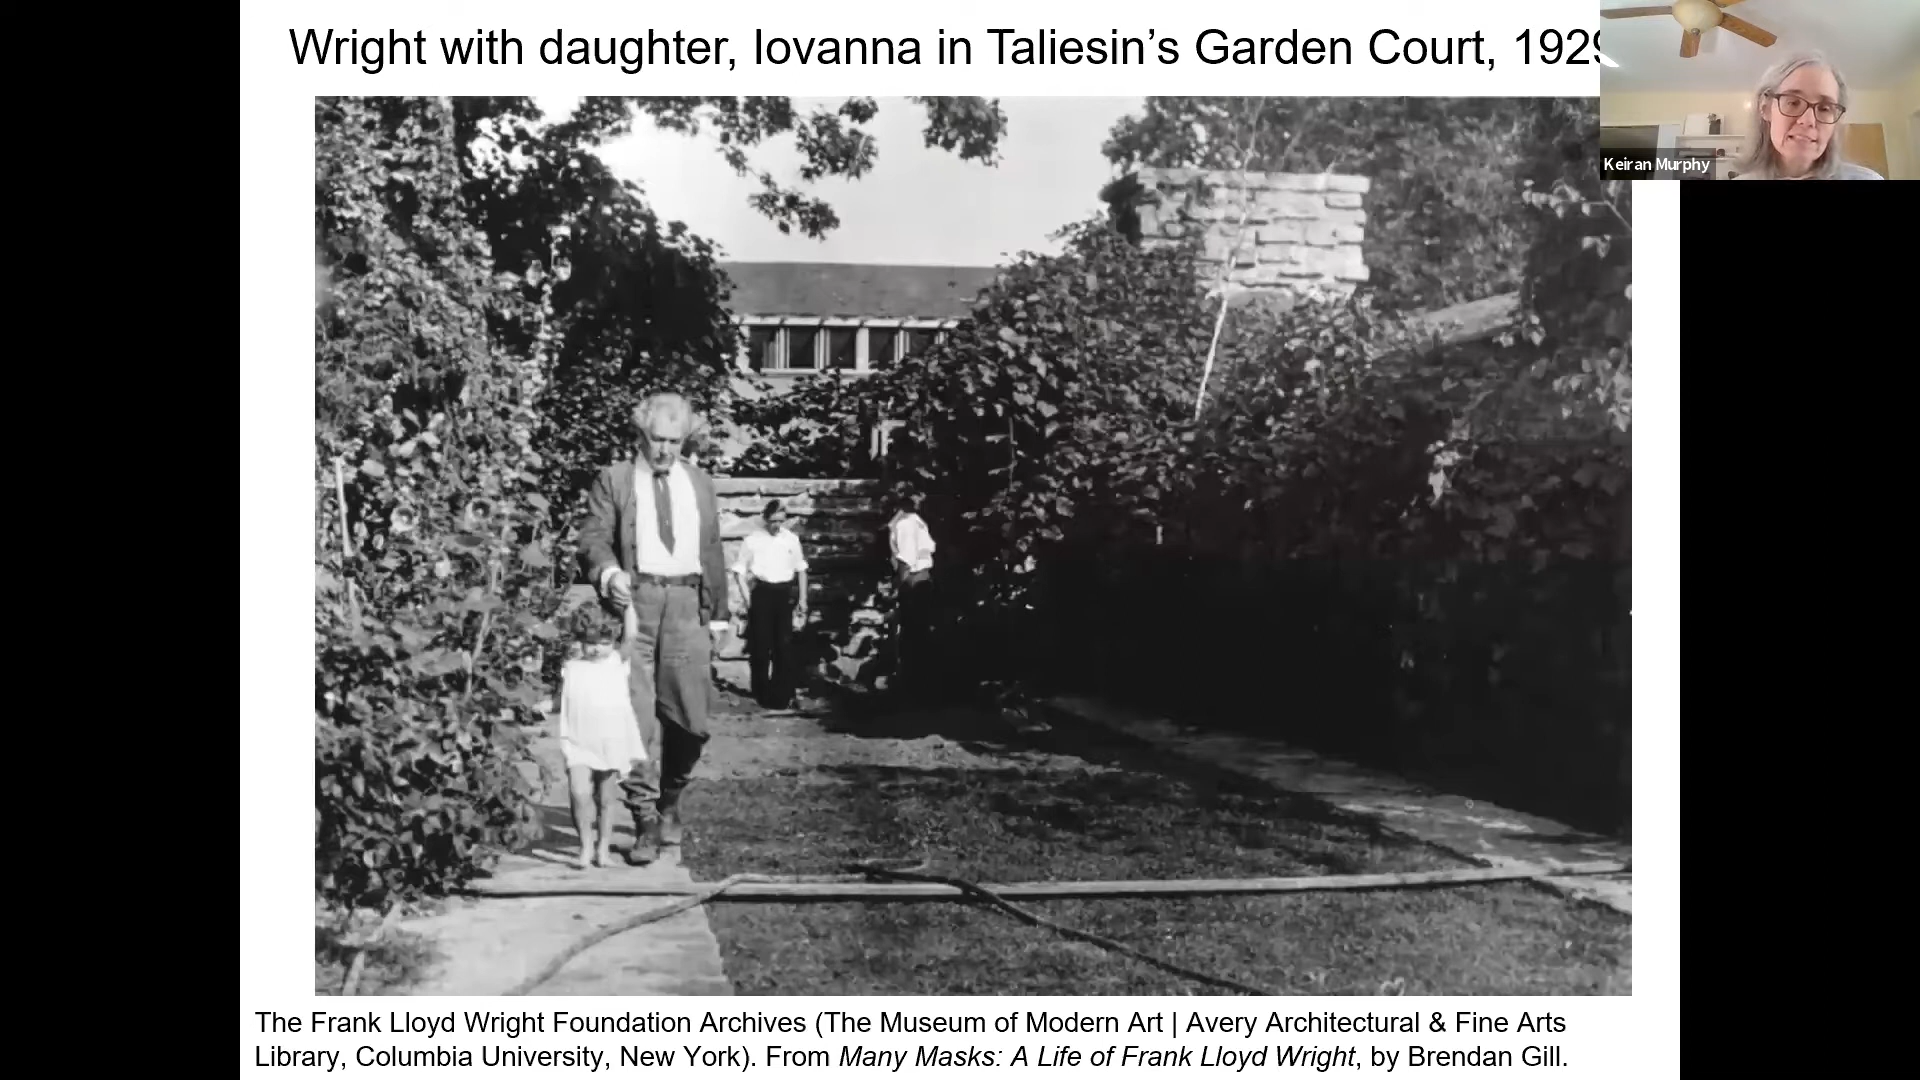 Wright with daughter, Iovanna in Taliesin’s Garden Court, 1929
Keiran Murphy
The Frank Lloyd Wright Foundation Archives (The Museum of Modern Art | Avery Architectural & Fine Arts
Library, Columbia University, New York). From Many Masks: A Life of Frank Lloyd Wright, by Brendan Gill.